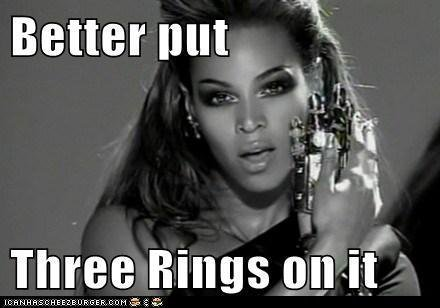 Better put
Three Rings on it
ICANHASCHEEZBURGER.COM